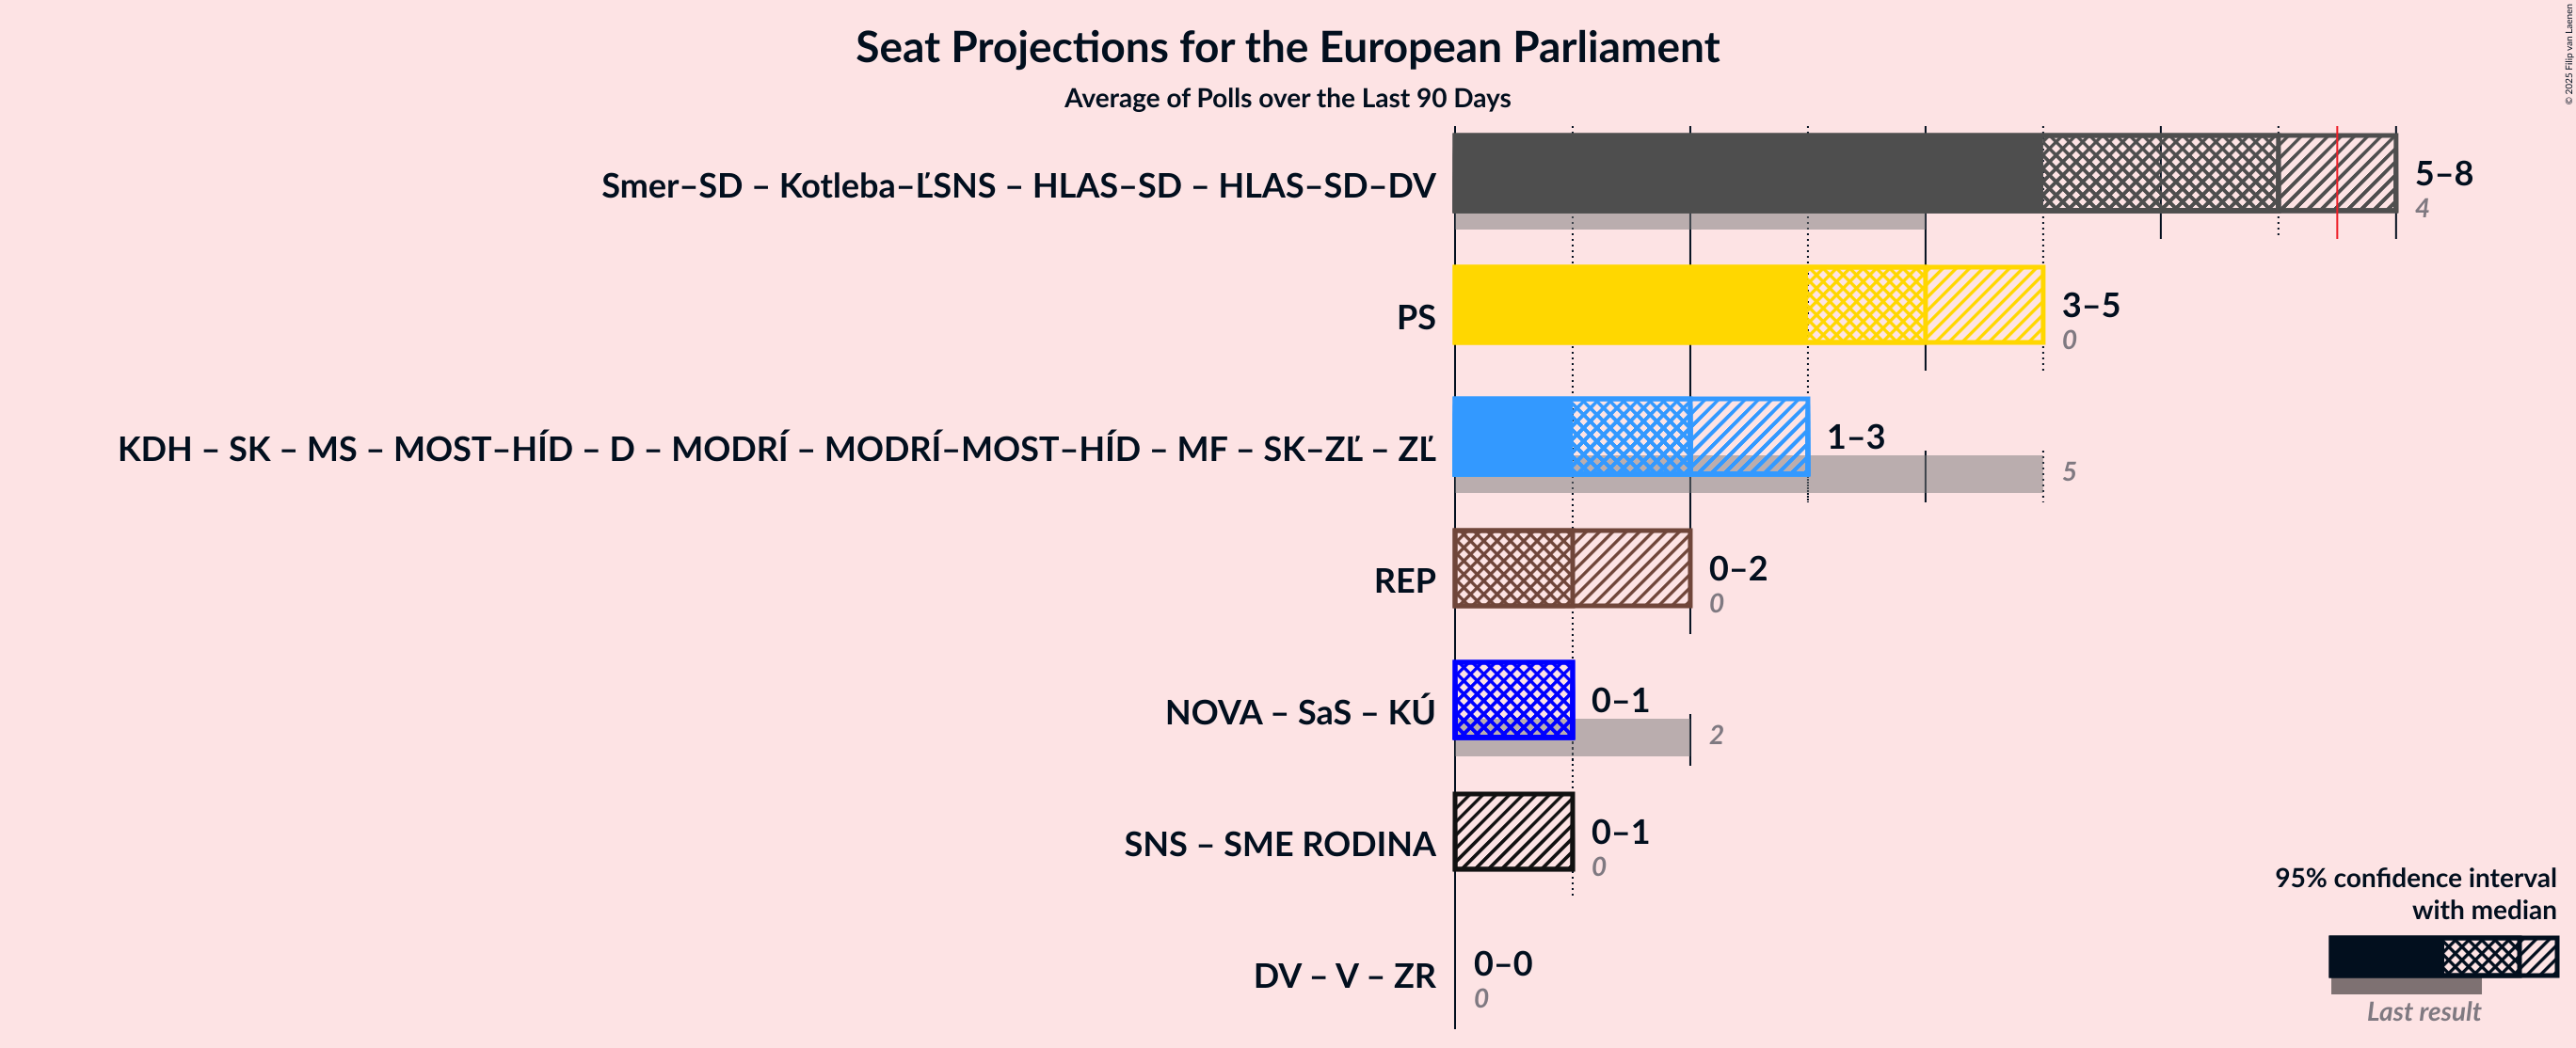 Seat Projections for the European Parliament
Average of Polls over the Last 90 Days
© 2025 Filip van Laenen
Smer–SD – Kotleba–ĽSNS – HLAS–SD – HLAS–SD–DV
5–8
4
PS
3–5
0
KDH – SK – MS – MOST–HÍD – D – MODRÍ – MODRÍ–MOST–HÍD – MF – SK–ZĽ – ZĽ
1–3
5
REP
0–2
0
NOVA – SaS – KÚ
0–1
2
SNS – SME RODINA
0–1
0
DV – V – ZR
0–0
0
95% confidence interval
with median
Last result